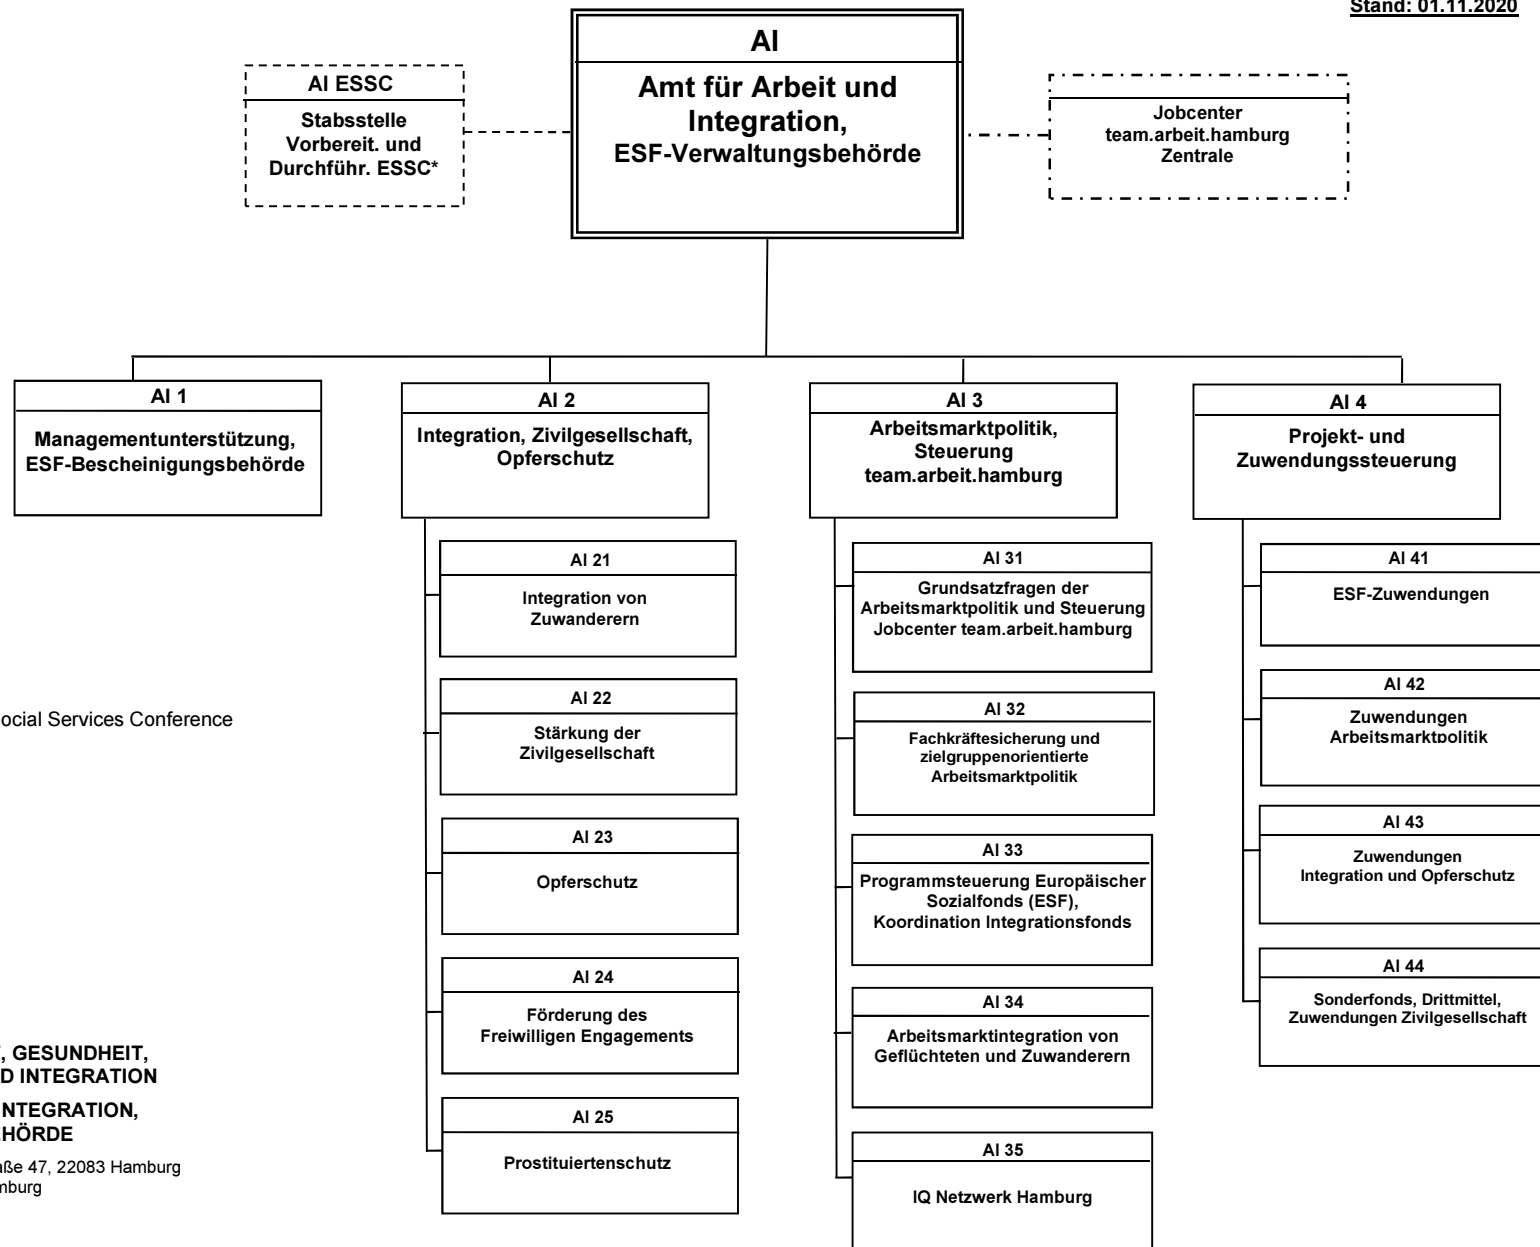 Stand: 01.11.2020
AI
Amt für Arbeit und
Integration,
ESF-Verwaltungsbehörde
AI ESSC
Stabsstelle
Vorbereit. und
Durchführ. ESSC*
Jobcenter
team.arbeit.hamburg
Zentrale
AI 1
Managementunterstützung,
ESF-Bescheinigungsbehörde
AI 2
Integration, Zivilgesellschaft,
Opferschutz
AI 21
Integration von
Zuwanderern
AI 22
Stärkung der
Zivilgesellschaft
AI 23
Opferschutz
AI 24
Förderung des
Freiwilligen Engagements
AI 25
Prostituiertenschutz
AI 3
Arbeitsmarktpolitik,
Steuerung
team.arbeit.hamburg
AI 31
Grundsatzfragen der
Arbeitsmarktpolitik und Steuerung
Jobcenter team.arbeit.hamburg
AI 32
Fachkräftesicherung und
zielgruppenorientierte
Arbeitsmarktpolitik
AI 33
Programmsteuerung Europäischer
Sozialfonds (ESF),
Koordination Integrationsfonds
AI 34
Arbeitsmarktintegration von
Geflüchteten und Zuwanderern
AI 35
IQ Netzwerk Hamburg
AI 4
Projekt- und
Zuwendungssteuerung
AI 41
ESF-Zuwendungen
AI 42
Zuwendungen
Arbeitsmarktpolitik
AI 43
Zuwendungen
Integration und Opferschutz
AI 44
Sonderfonds, Drittmittel,
Zuwendungen Zivilgesellschaft
ocial Services Conference
, GESUNDHEIT,
D INTEGRATION
NTEGRATION,
EHÖRDE
aße 47, 22083 Hamburg
mburg